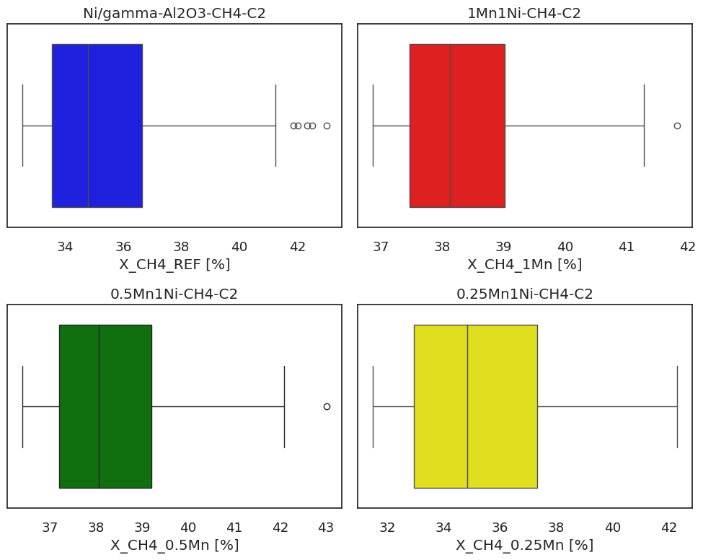 Ni/gamma-Al2O3-CH4-C2
34 36 38 40 42
X_CH4_REF [%]
1Mn1Ni-CH4-C2
37 38 39 40 41 42
X_CH4_1Mn [%]
0.5Mn1Ni-CH4-C2
37 38 39 40 41 42 43
X_CH4_0.5Mn [%]
0.25Mn1Ni-CH4-C2
32 34 36 38 40 42
X_CH4_0.25Mn [%]